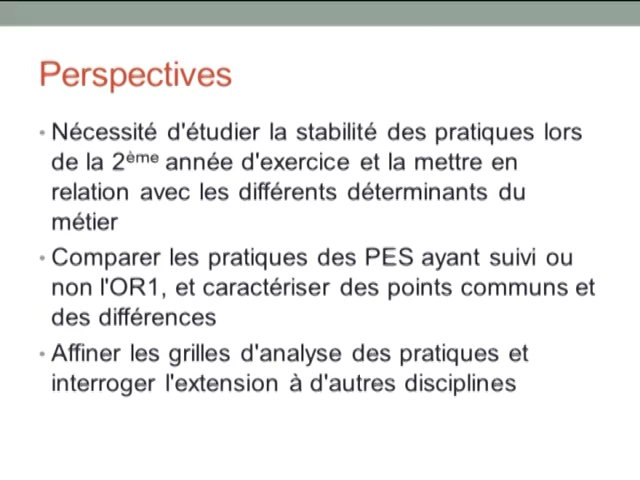 Perspectives
• Nécessité d'étudier la stabilité des pratiques lors
de la 2ème année d'exercice et la mettre en
relation avec les différents déterminants du
métier
• Comparer les pratiques des PES ayant suivi ou
non l'OR1, et caractériser des points communs et
des différences
• Affiner les grilles d'analyse des pratiques et
interroger l'extension à d'autres disciplines